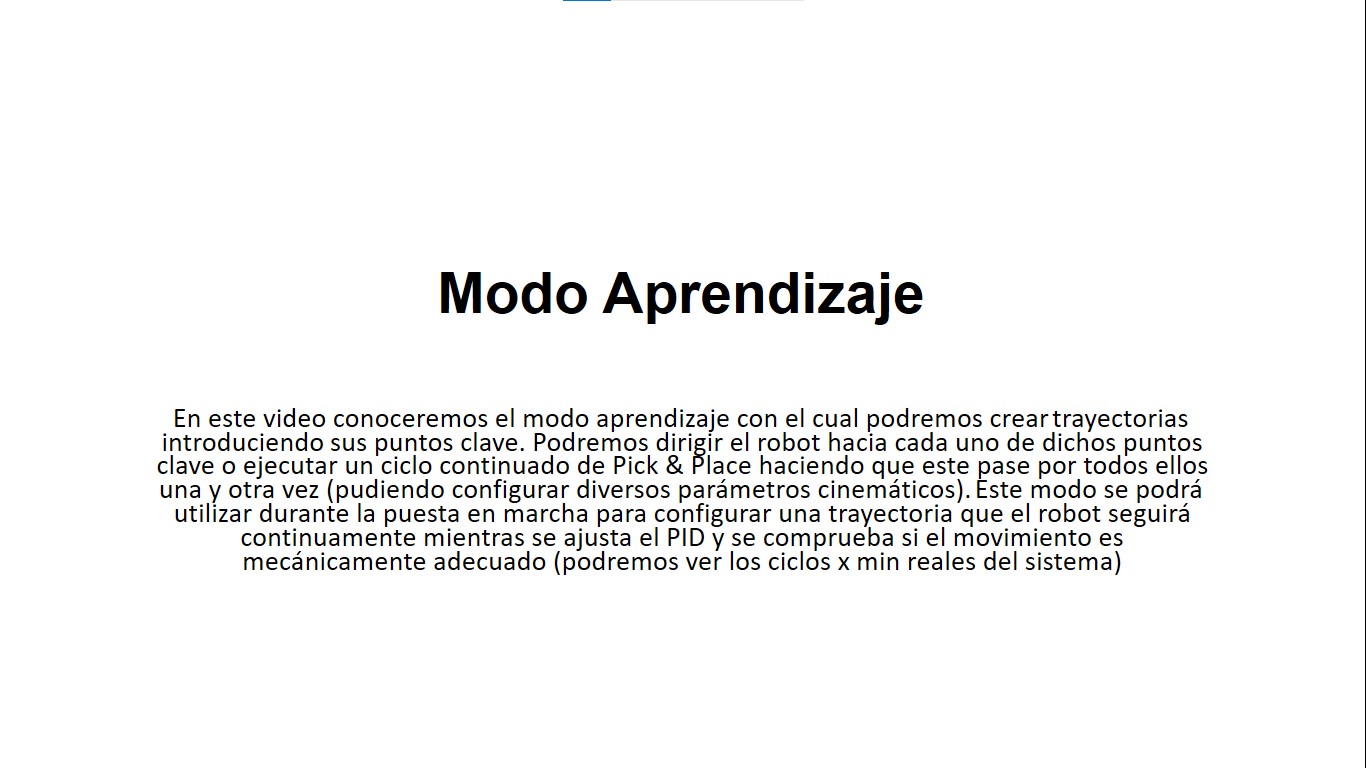 Modo Aprendizaje
En este video conoceremos el modo aprendizaje con el cual podremos crear trayectorias
introduciendo sus puntos clave. Podremos dirigir el robot hacia cada uno de dichos puntos
clave o ejecutar un ciclo continuado de Pick & Place haciendo que este pase por todos ellos
una y otra vez (pudiendo configurar diversos parámetros cinemáticos). Este modo se podrá
utilizar durante la puesta en marcha para configurar una trayectoria que el robot seguirá
continuamente mientras se ajusta el PID y se comprueba si el movimiento es
mecánicamente adecuado (podremos ver los ciclos x min reales del sistema)